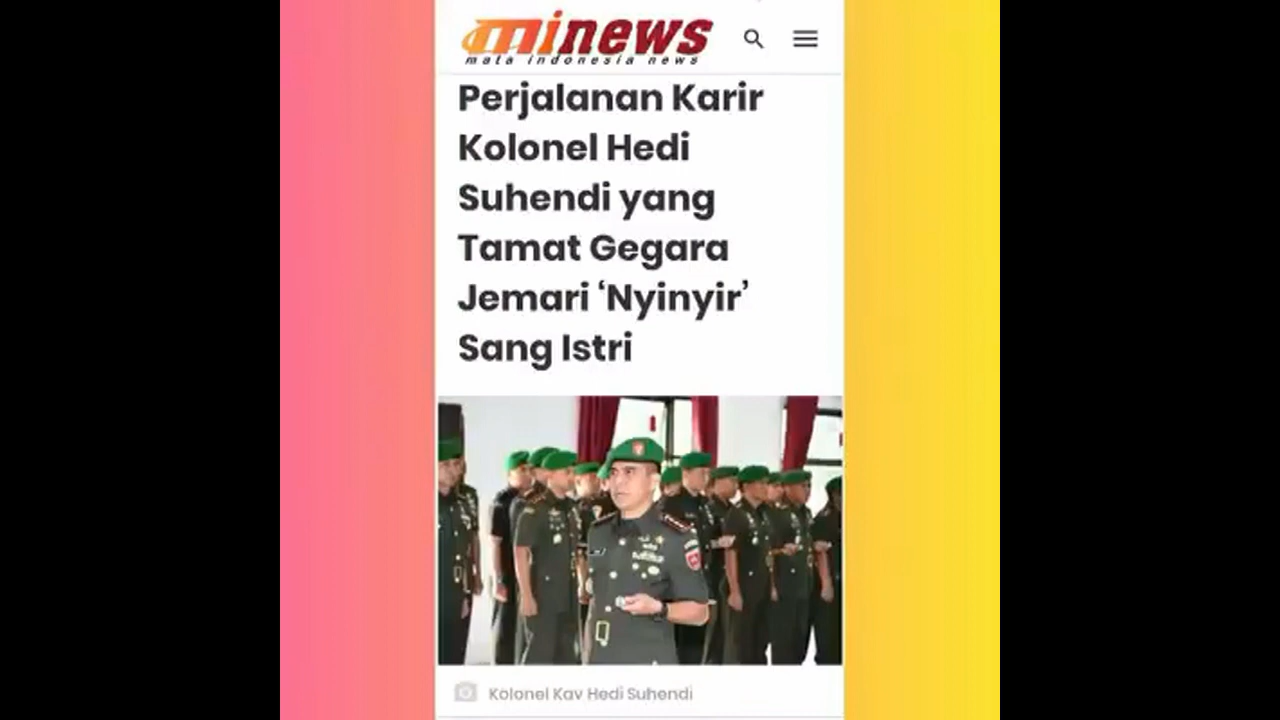 minews
mata indonesia news
Perjalanan Karir
Kolonel Hedi
Suhendi yang
Tamat Gegara
Jemari ‘Nyinyir’
Sang Istri
Kolonel Kav Hedi Suhendi